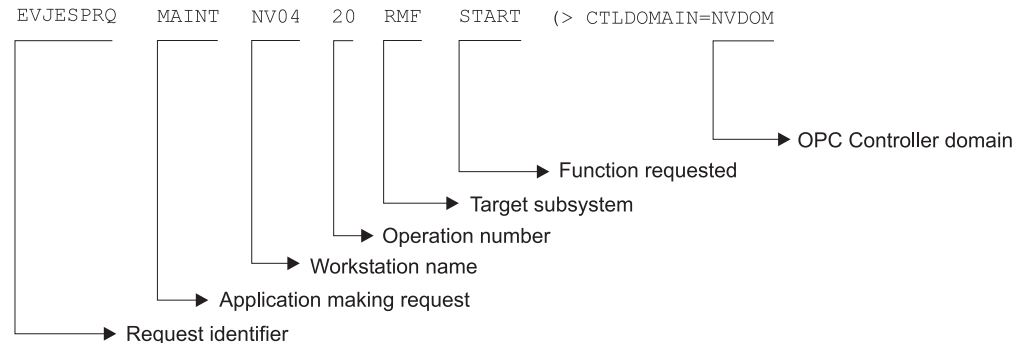 EVJESPRQ MAINT NV04 20 RMF START (> CTLDOMAIN=NVDOM
OPC Controller domain
Function requested
Target subsystem
Operation number
Workstation name
Application making request
Request identifier